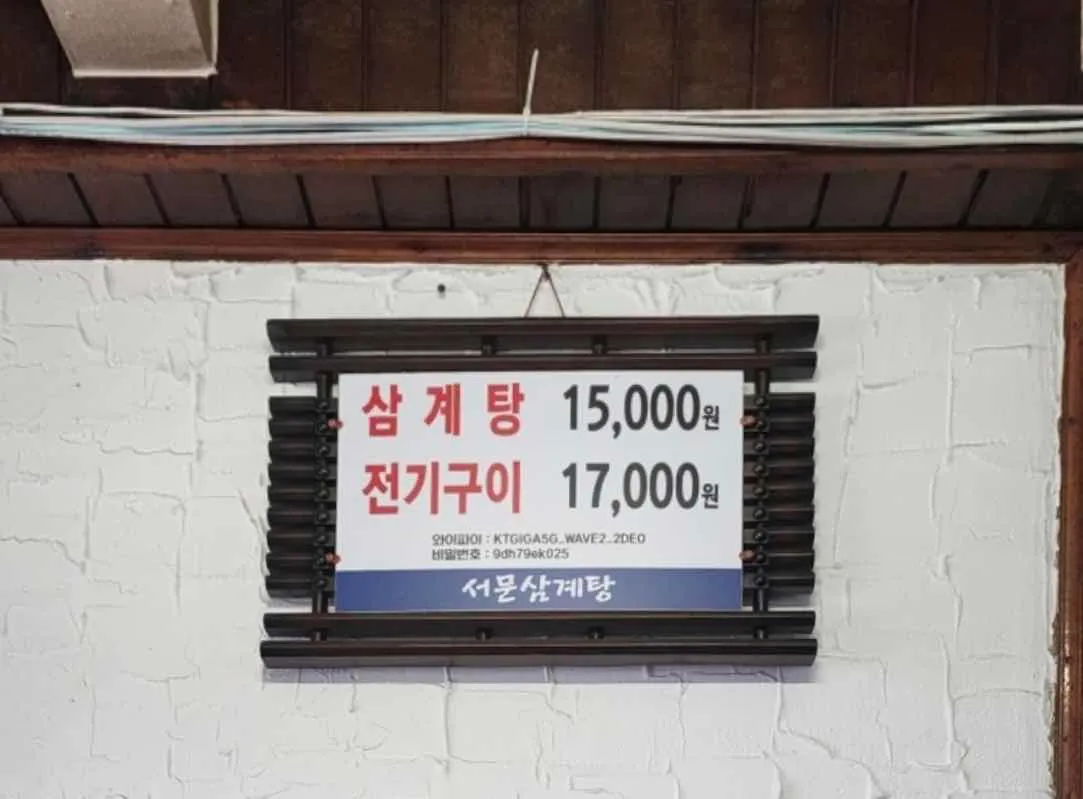 삼계탕 15,000원
전기구이 17,000원
와이파이 : KTGIGA5G_WAVE2_2DE0
비밀번호 : 9dh79ek025
서문삼계탕